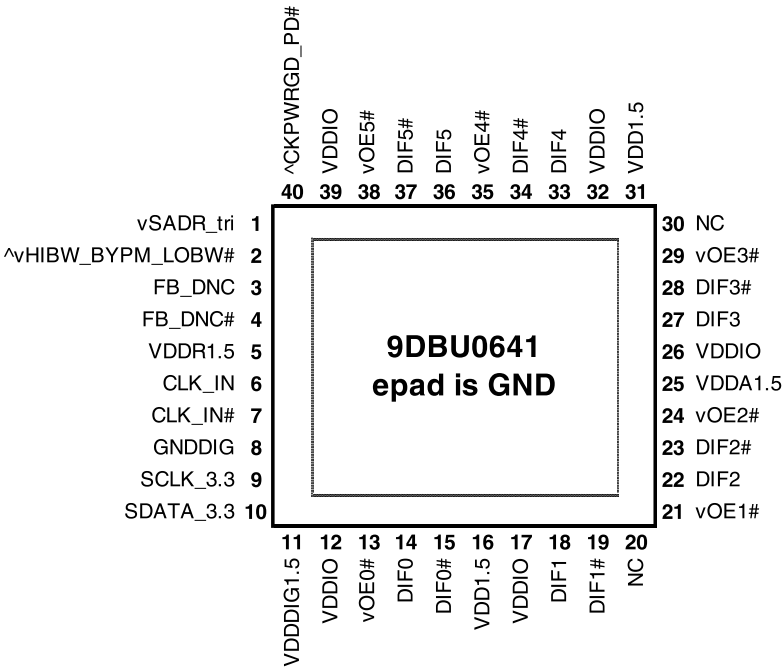 ^CKPWRGD_PD#
VDDIO
vOE5#
DIF5#
DIF5
vOE4#
DIF4#
DIF4
VDDIO
VDD1.5
40 39 38 37 36 35 34 33 32 31
vSADR_tri 1
^vHIBW_BYPM_LOBW# 2
FB_DNC 3
FB_DNC# 4
VDDR1.5 5
CLK_IN 6
CLK_IN# 7
GNDDIG 8
SCLK_3.3 9
SDATA_3.3 10
9DBU0641
epad is GND
30 NC
29 vOE3#
28 DIF3#
27 DIF3
26 VDDIO
25 VDDA1.5
24 vOE2#
23 DIF2#
22 DIF2
21 vOE1#
11 12 13 14 15 16 17 18 19 20
VDDDIG1.5
VDDIO
vOE0#
DIF0
DIF0#
VDD1.5
VDDIO
DIF1
DIF1#
NC